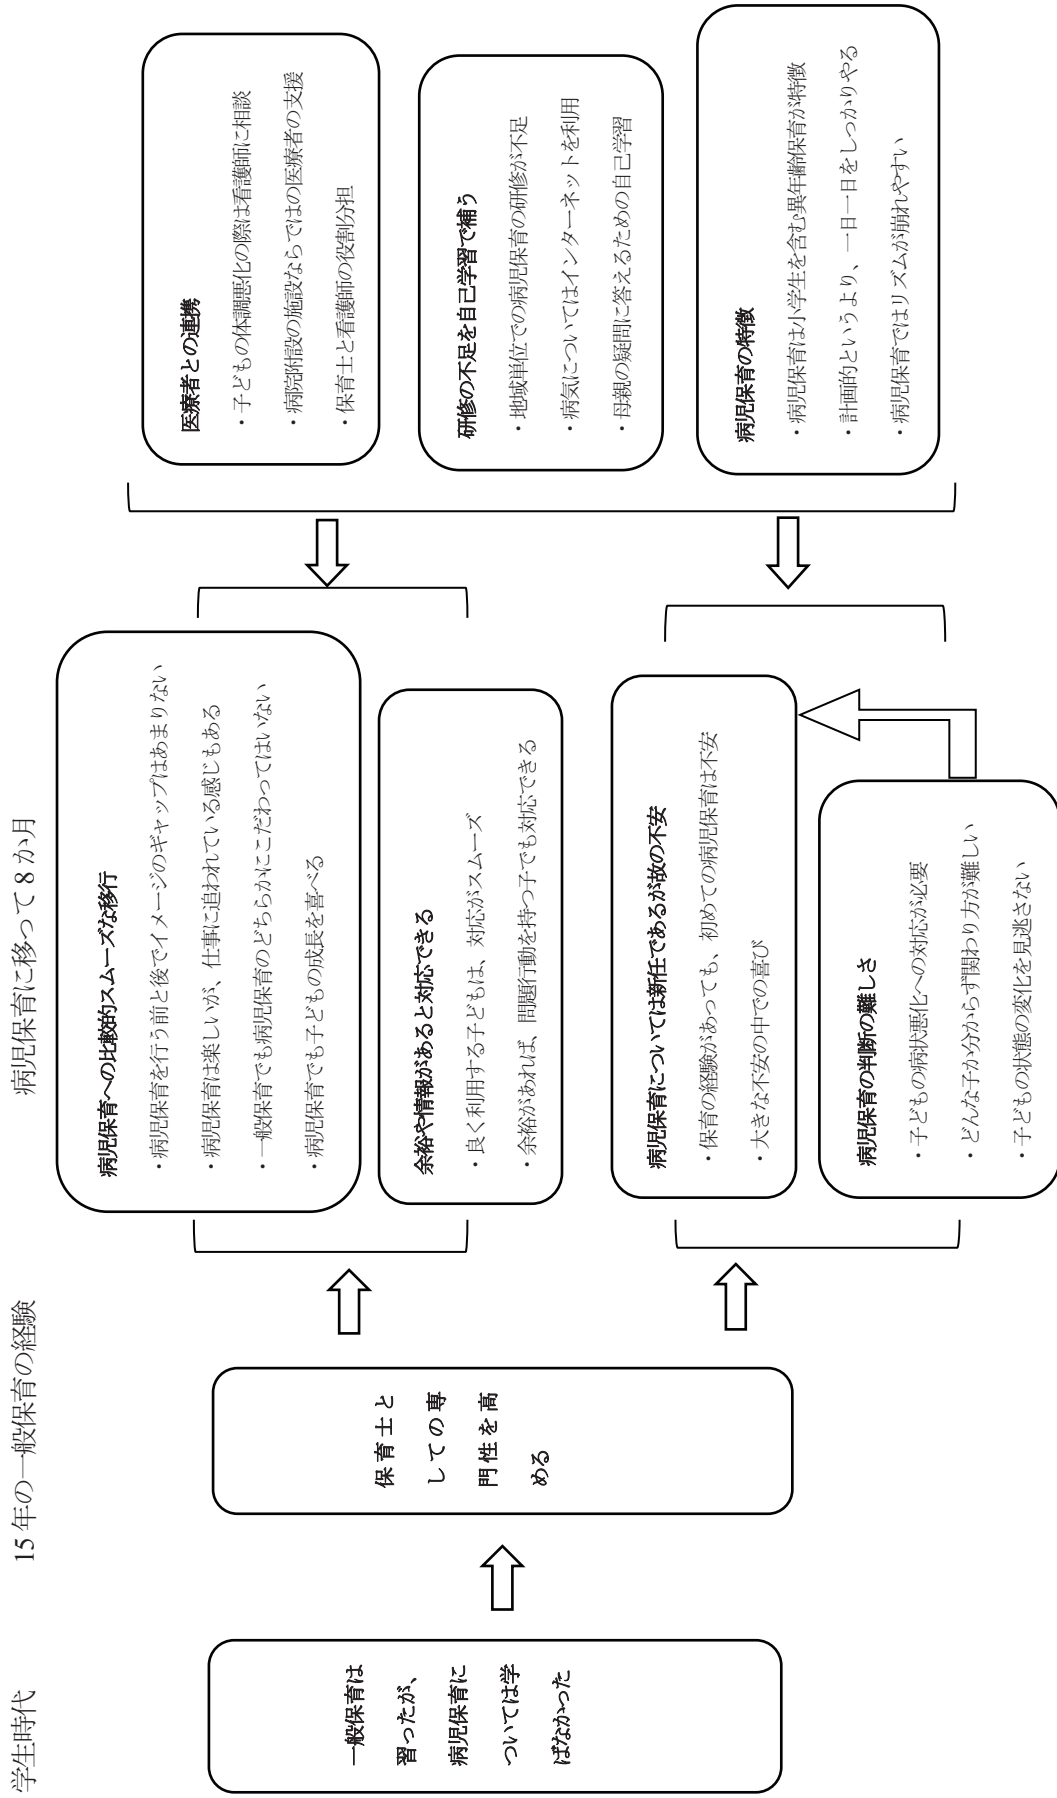 学生時代
15 年の一般保育の経験
病児保育に移って 8 か月
一般保育は
習ったが、
病児保育に
ついては学
ばなかった
保育士と
しての専
門性を高
める
病児保育への比較的スムーズな移行
・病児保育を行う前と後でイメージのギャップはあまりない
・病児保育は楽しいが、仕事に追われている感じもある
・一般保育でも病児保育のどちらかにこだわってはいない
・病児保育でも子どもの成長を喜べる
余裕や情報があると対応できる
・良く利用する子どもは、対応がスムーズ
・余裕があれば、問題行動を持つ子でも対応できる
病児保育については新任であるが故の不安
・保育の経験があっても、初めての病児保育は不安
・大きな不安の中での喜び
病児保育の判断の難しさ
・子どもの病状悪化への対応が必要
・どんな子か分からず関わり方が難しい
・子どもの状態の変化を見逃さない
医療者との連携
・子どもの体調悪化の際は看護師に相談
・病院附設の施設ならではの医療者の支援
・保育士と看護師の役割分担
研修の不足を自己学習で補う
・地域単位での病児保育の研修が不足
・病気についてはインターネットを利用
・母親の疑問に答えるための自己学習
病児保育の特徴
・病児保育は小学生を含む異年齢保育が特徴
・計画的というより、一日一日をしっかりやる
・病児保育ではリズムが崩れやすい